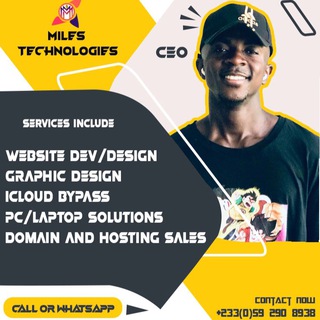 MILES
TECHNOLOGIES
CEO
SERVICES INCLUDE
WEBSITE DEV/DESIGN
GRAPHIC DESIGN
ICLOUD BYPASS
PC/LAPTOP SOLUTIONS
DOMAIN AND HOSTING SALES
CALL OR WHATSAPP
CONTACT NOW
+233(0)59 290 8938